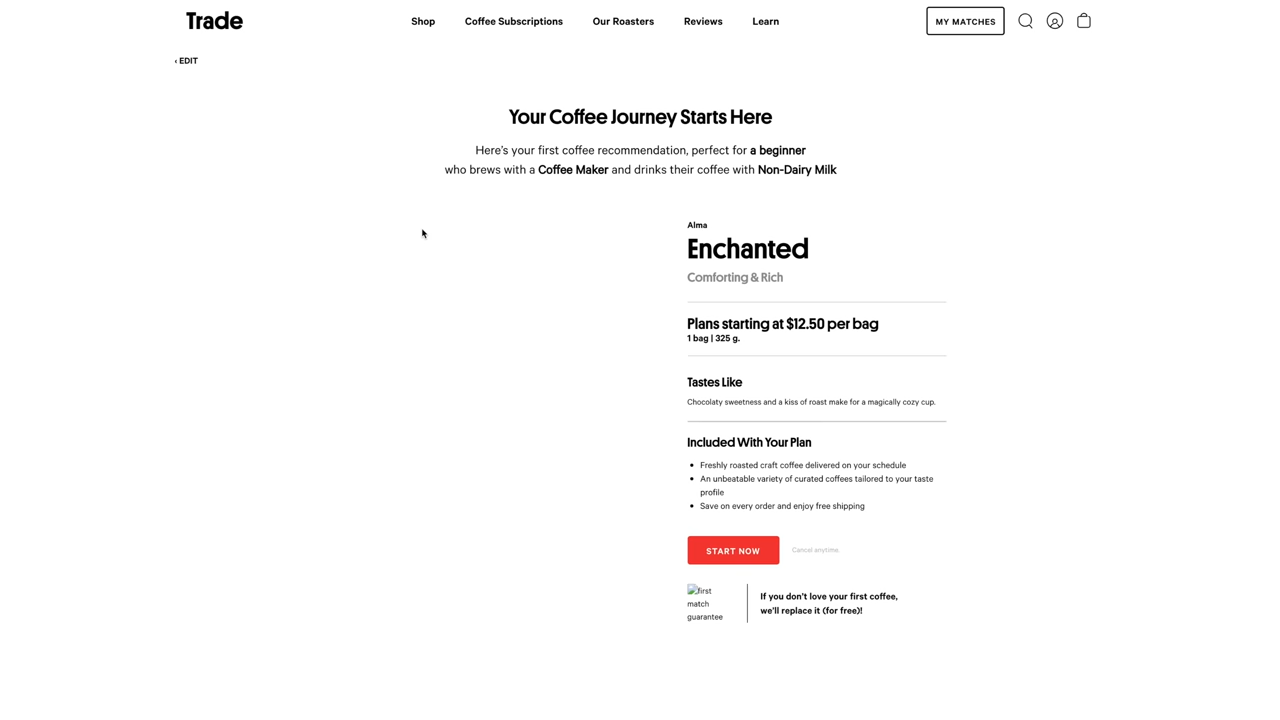 Trade
Shop
Coffee Subscriptions
Our Roasters
Reviews
Learn
MY MATCHES
‹ EDIT
Your Coffee Journey Starts Here
Here's your first coffee recommendation, perfect for a beginner
who brews with a Coffee Maker and drinks their coffee with Non-Dairy Milk
Alma
Enchanted
Comforting & Rich
Plans starting at $12.50 per bag
1 bag | 325 g.
Tastes Like
Chocolaty sweetness and a kiss of roast make for a magically cozy cup.
Included With Your Plan
• Freshly roasted craft coffee delivered on your schedule
• An unbeatable variety of curated coffees tailored to your taste
profile
• Save on every order and enjoy free shipping
START NOW
Cancel anytime.
first
match
guarantee
If you don't love your first coffee,
we'll replace it (for free)!